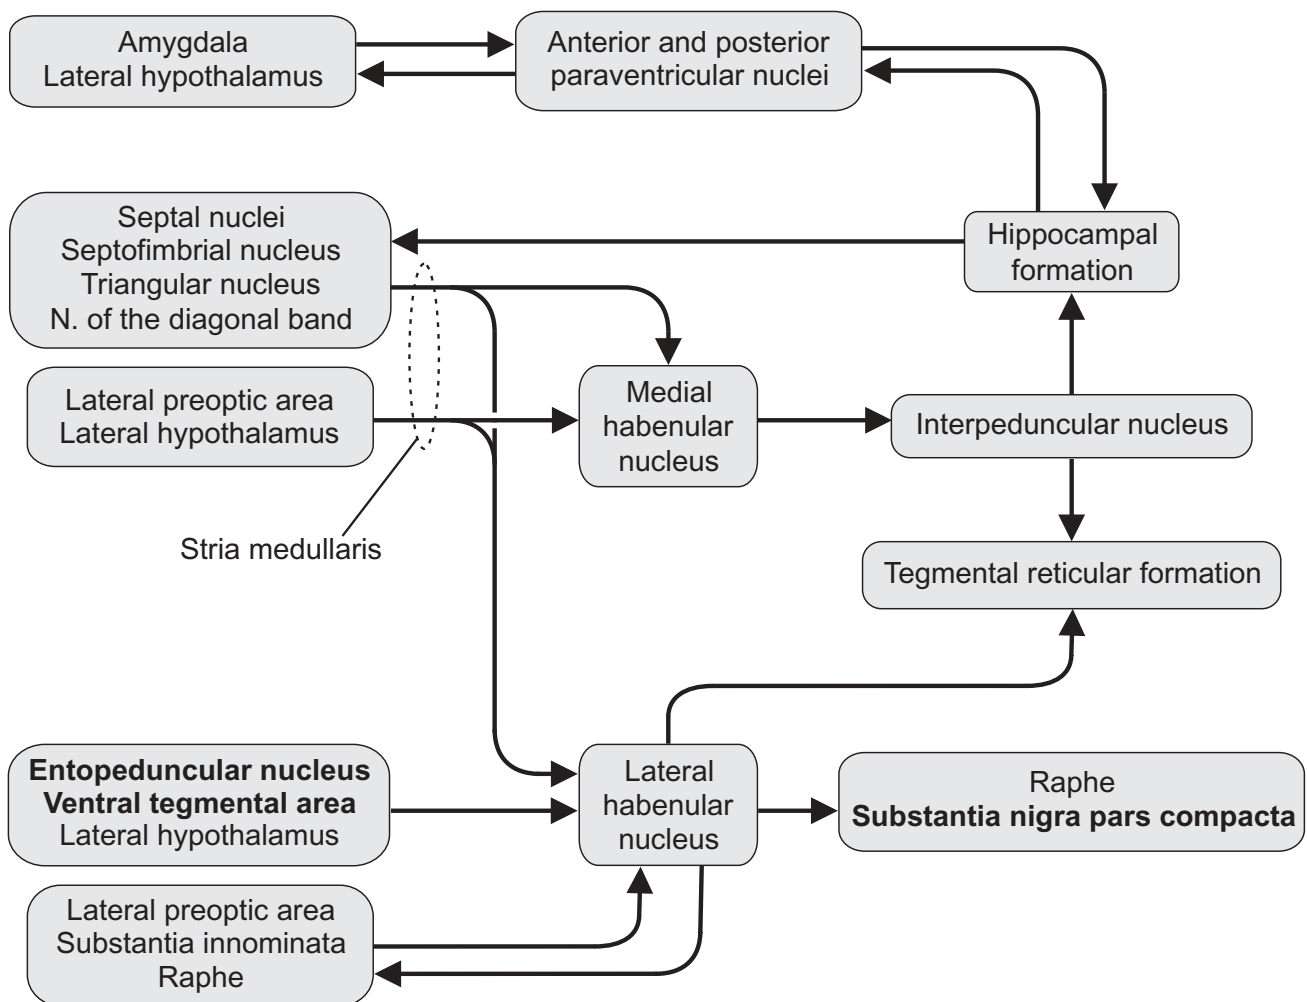 Amygdala
Lateral hypothalamus
Anterior and posterior
paraventricular nuclei
Septal nuclei
Septofimbrial nucleus
Triangular nucleus
N. of the diagonal band
Hippocampal
formation
Lateral preoptic area
Lateral hypothalamus
Medial
habenular
nucleus
Interpeduncular nucleus
Stria medullaris
Tegmental reticular formation
Entopeduncular nucleus
Ventral tegmental area
Lateral hypothalamus
Lateral
habenular
nucleus
Raphe
Substantia nigra pars compacta
Lateral preoptic area
Substantia innominata
Raphe